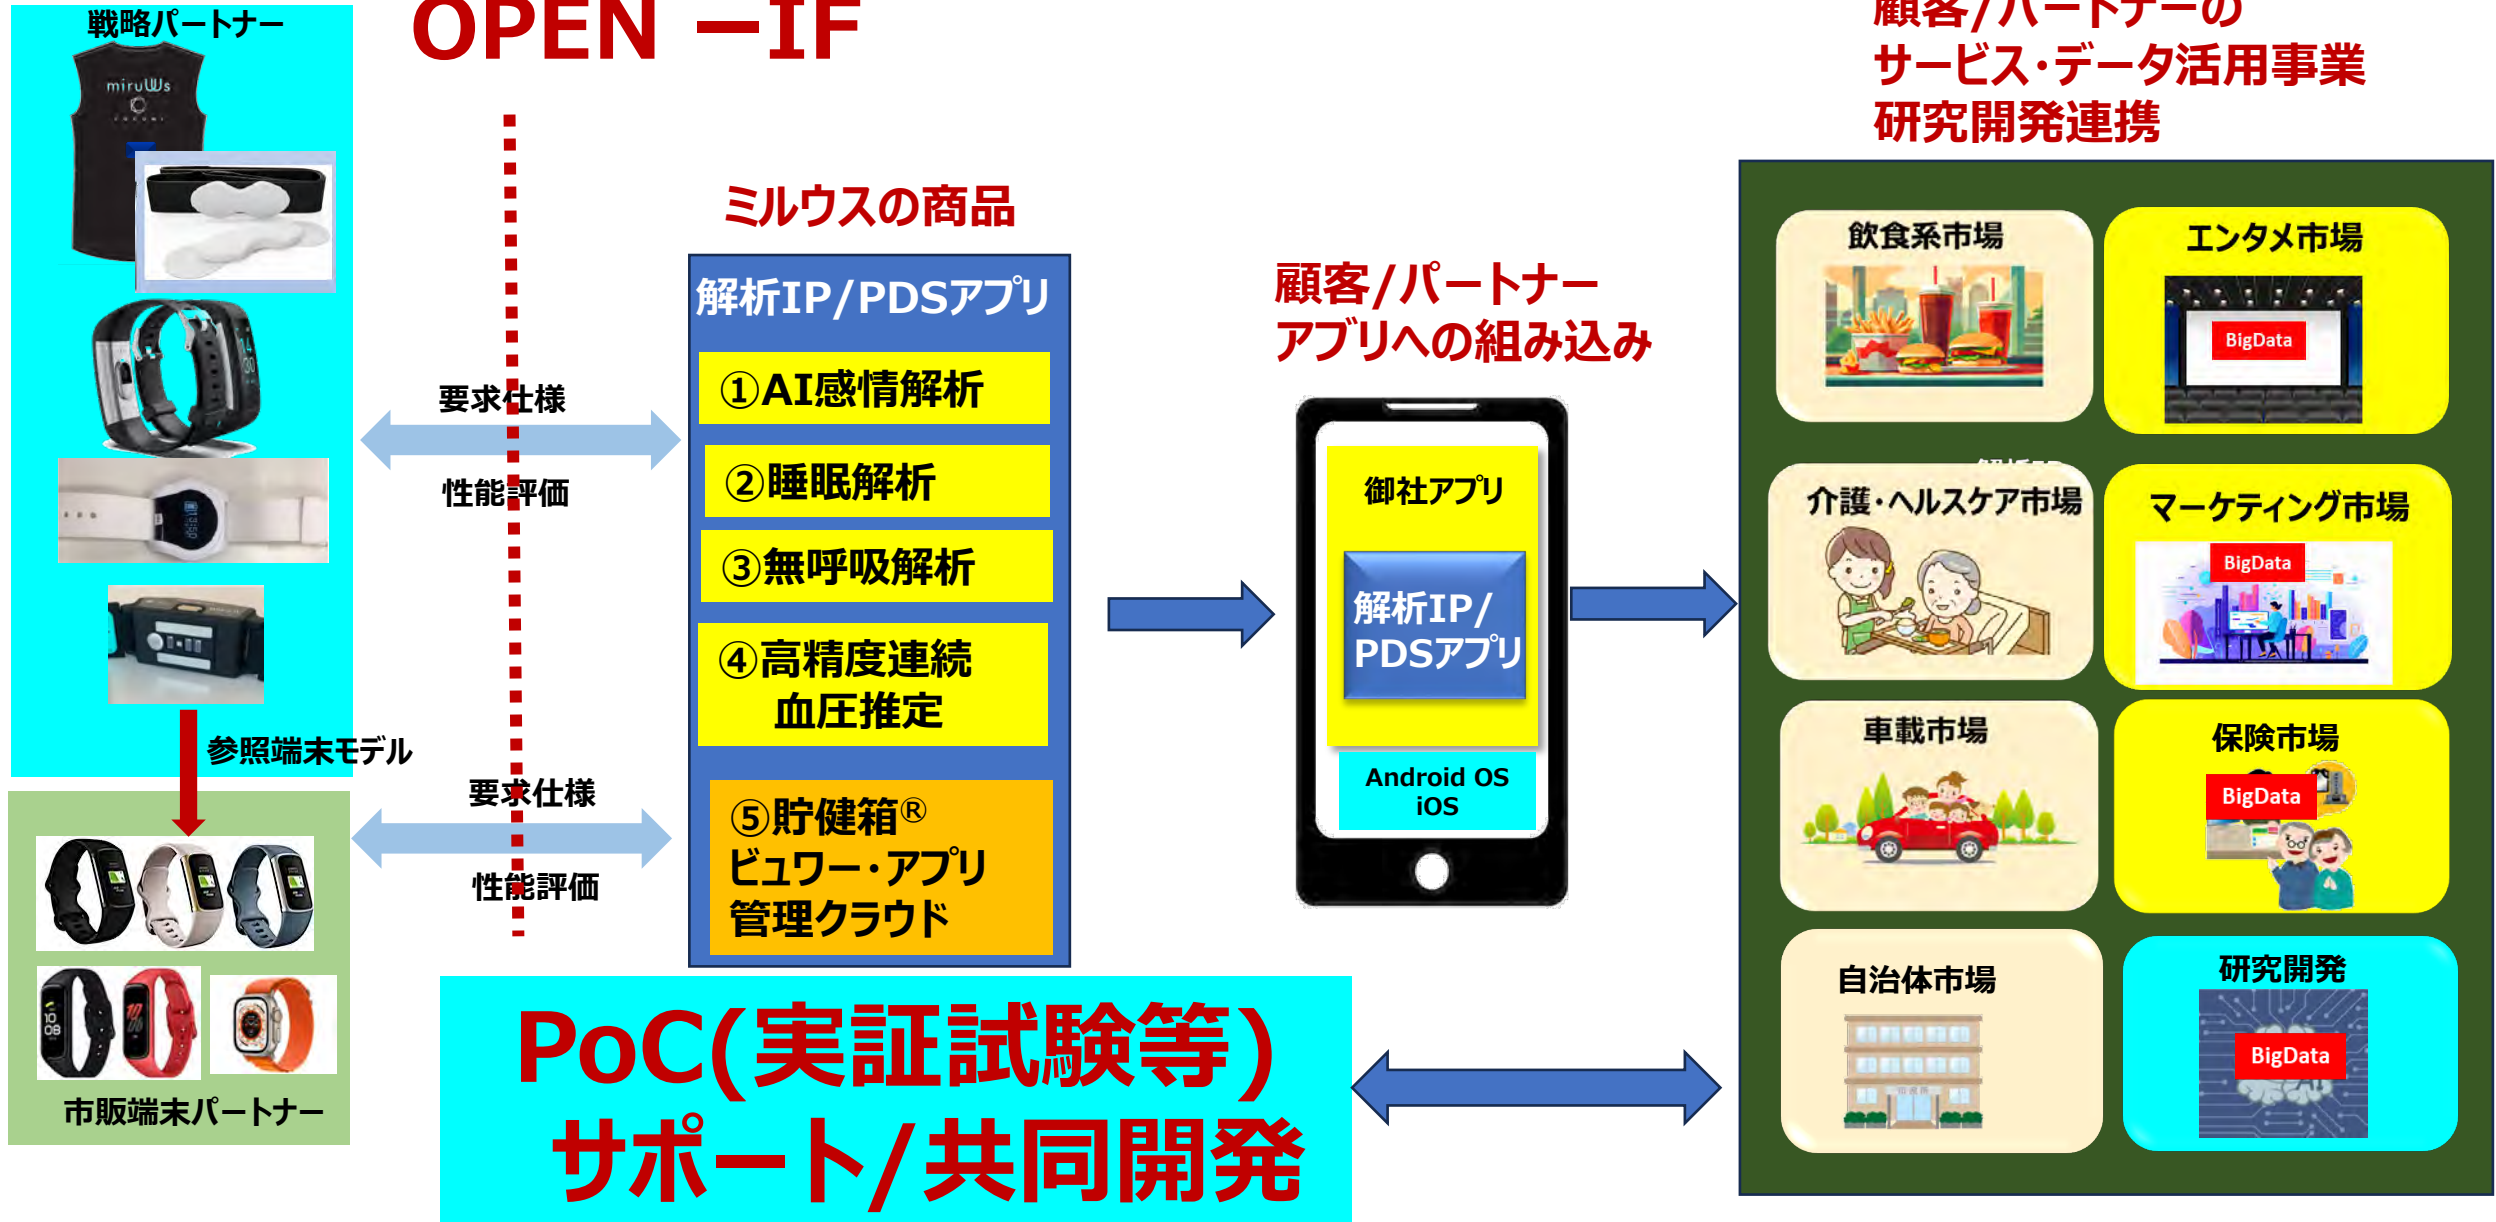 戦略パートナー
miruWs
OPEN －IF
顧客/パートナーの
サービス・データ活用事業
研究開発連携
ミルウスの商品
解析IP/PDSアプリ
①AI感情解析
②睡眠解析
③無呼吸解析
④高精度連続
血圧推定
⑤貯健箱®
ビュワー・アプリ
管理クラウド
要求仕様
性能評価
参照端末モデル
要求仕様
性能評価
市販端末パートナー
顧客/パートナー
アブリへの組み込み
御社アプリ
解析IP/
PDSアプリ
Android OS
iOS
飲食系市場
エンタメ市場
BigData
介護・ヘルスケア市場
マーケティング市場
BigData
車載市場
保険市場
BigData
自治体市場
研究開発
BigData
PoC(実証試験等)
サポート/共同開発